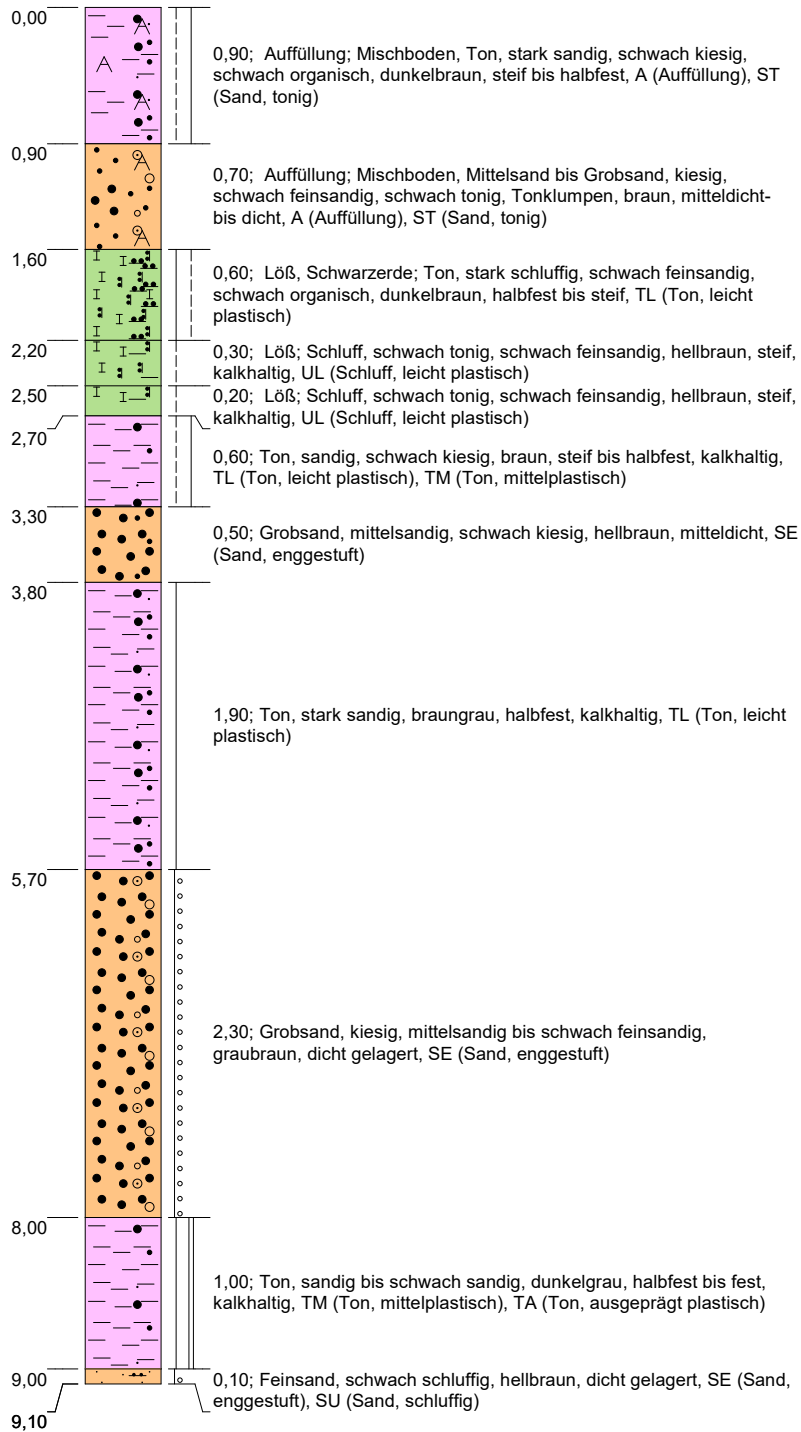 0,00
0,90; Auffüllung; Mischboden, Ton, stark sandig, schwach kiesig,
schwach organisch, dunkelbraun, steif bis halbfest, A (Auffüllung), ST
(Sand, tonig)
0,90
0,70; Auffüllung; Mischboden, Mittelsand bis Grobsand, kiesig,
schwach feinsandig, schwach tonig, Tonklumpen, braun, mitteldicht-
bis dicht, A (Auffüllung), ST (Sand, tonig)
1,60
0,60; Löß, Schwarzerde; Ton, stark schluffig, schwach feinsandig,
schwach organisch, dunkelbraun, halbfest bis steif, TL (Ton, leicht
plastisch)
2,20
0,30; Löß; Schluff, schwach tonig, schwach feinsandig, hellbraun, steif,
kalkhaltig, UL (Schluff, leicht plastisch)
2,50
0,20; Löß; Schluff, schwach tonig, schwach feinsandig, hellbraun, steif,
kalkhaltig, UL (Schluff, leicht plastisch)
2,70
0,60; Ton, sandig, schwach kiesig, braun, steif bis halbfest, kalkhaltig,
TL (Ton, leicht plastisch), TM (Ton, mittelplastisch)
3,30
0,50; Grobsand, mittelsandig, schwach kiesig, hellbraun, mitteldicht, SE
(Sand, enggestuft)
3,80
1,90; Ton, stark sandig, braungrau, halbfest, kalkhaltig, TL (Ton, leicht
plastisch)
5,70
2,30; Grobsand, kiesig, mittelsandig bis schwach feinsandig,
graubraun, dicht gelagert, SE (Sand, enggestuft)
8,00
1,00; Ton, sandig bis schwach sandig, dunkelgrau, halbfest bis fest,
kalkhaltig, TM (Ton, mittelplastisch), TA (Ton, ausgeprägt plastisch)
9,00
0,10; Feinsand, schwach schluffig, hellbraun, dicht gelagert, SE (Sand,
enggestuft), SU (Sand, schluffig)
9,10